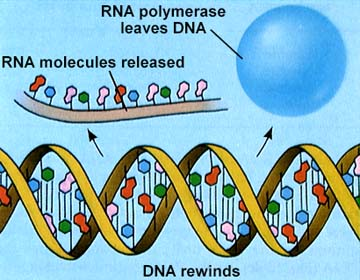 RNA polymerase
leaves DNA
RNA molecules released
DNA rewinds